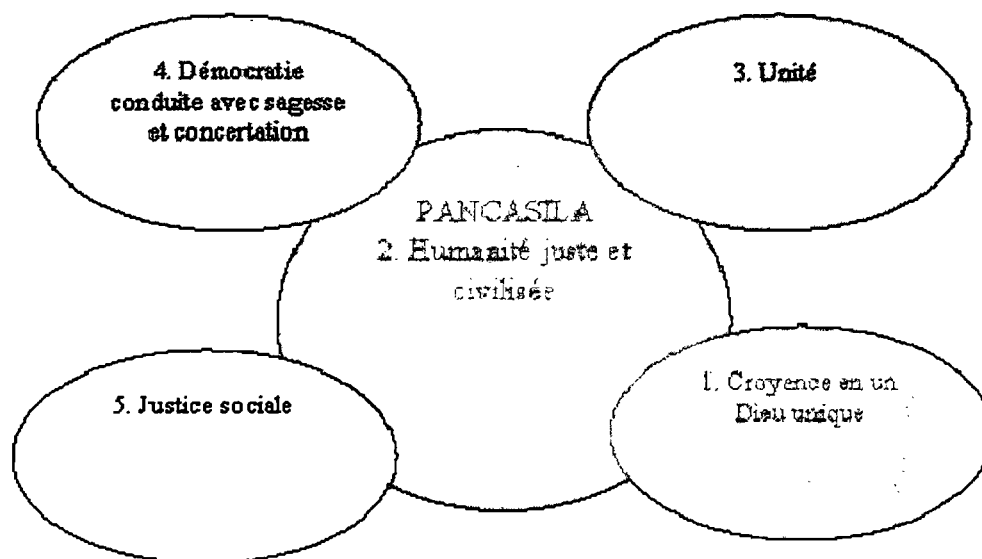 4. Démocratie
conduite avec sagesse
et concertation
3. Unité
PANCASILA
2. Humanité juste et
civilisée
5. Justice sociale
1. Croyence en un
Dieu unique